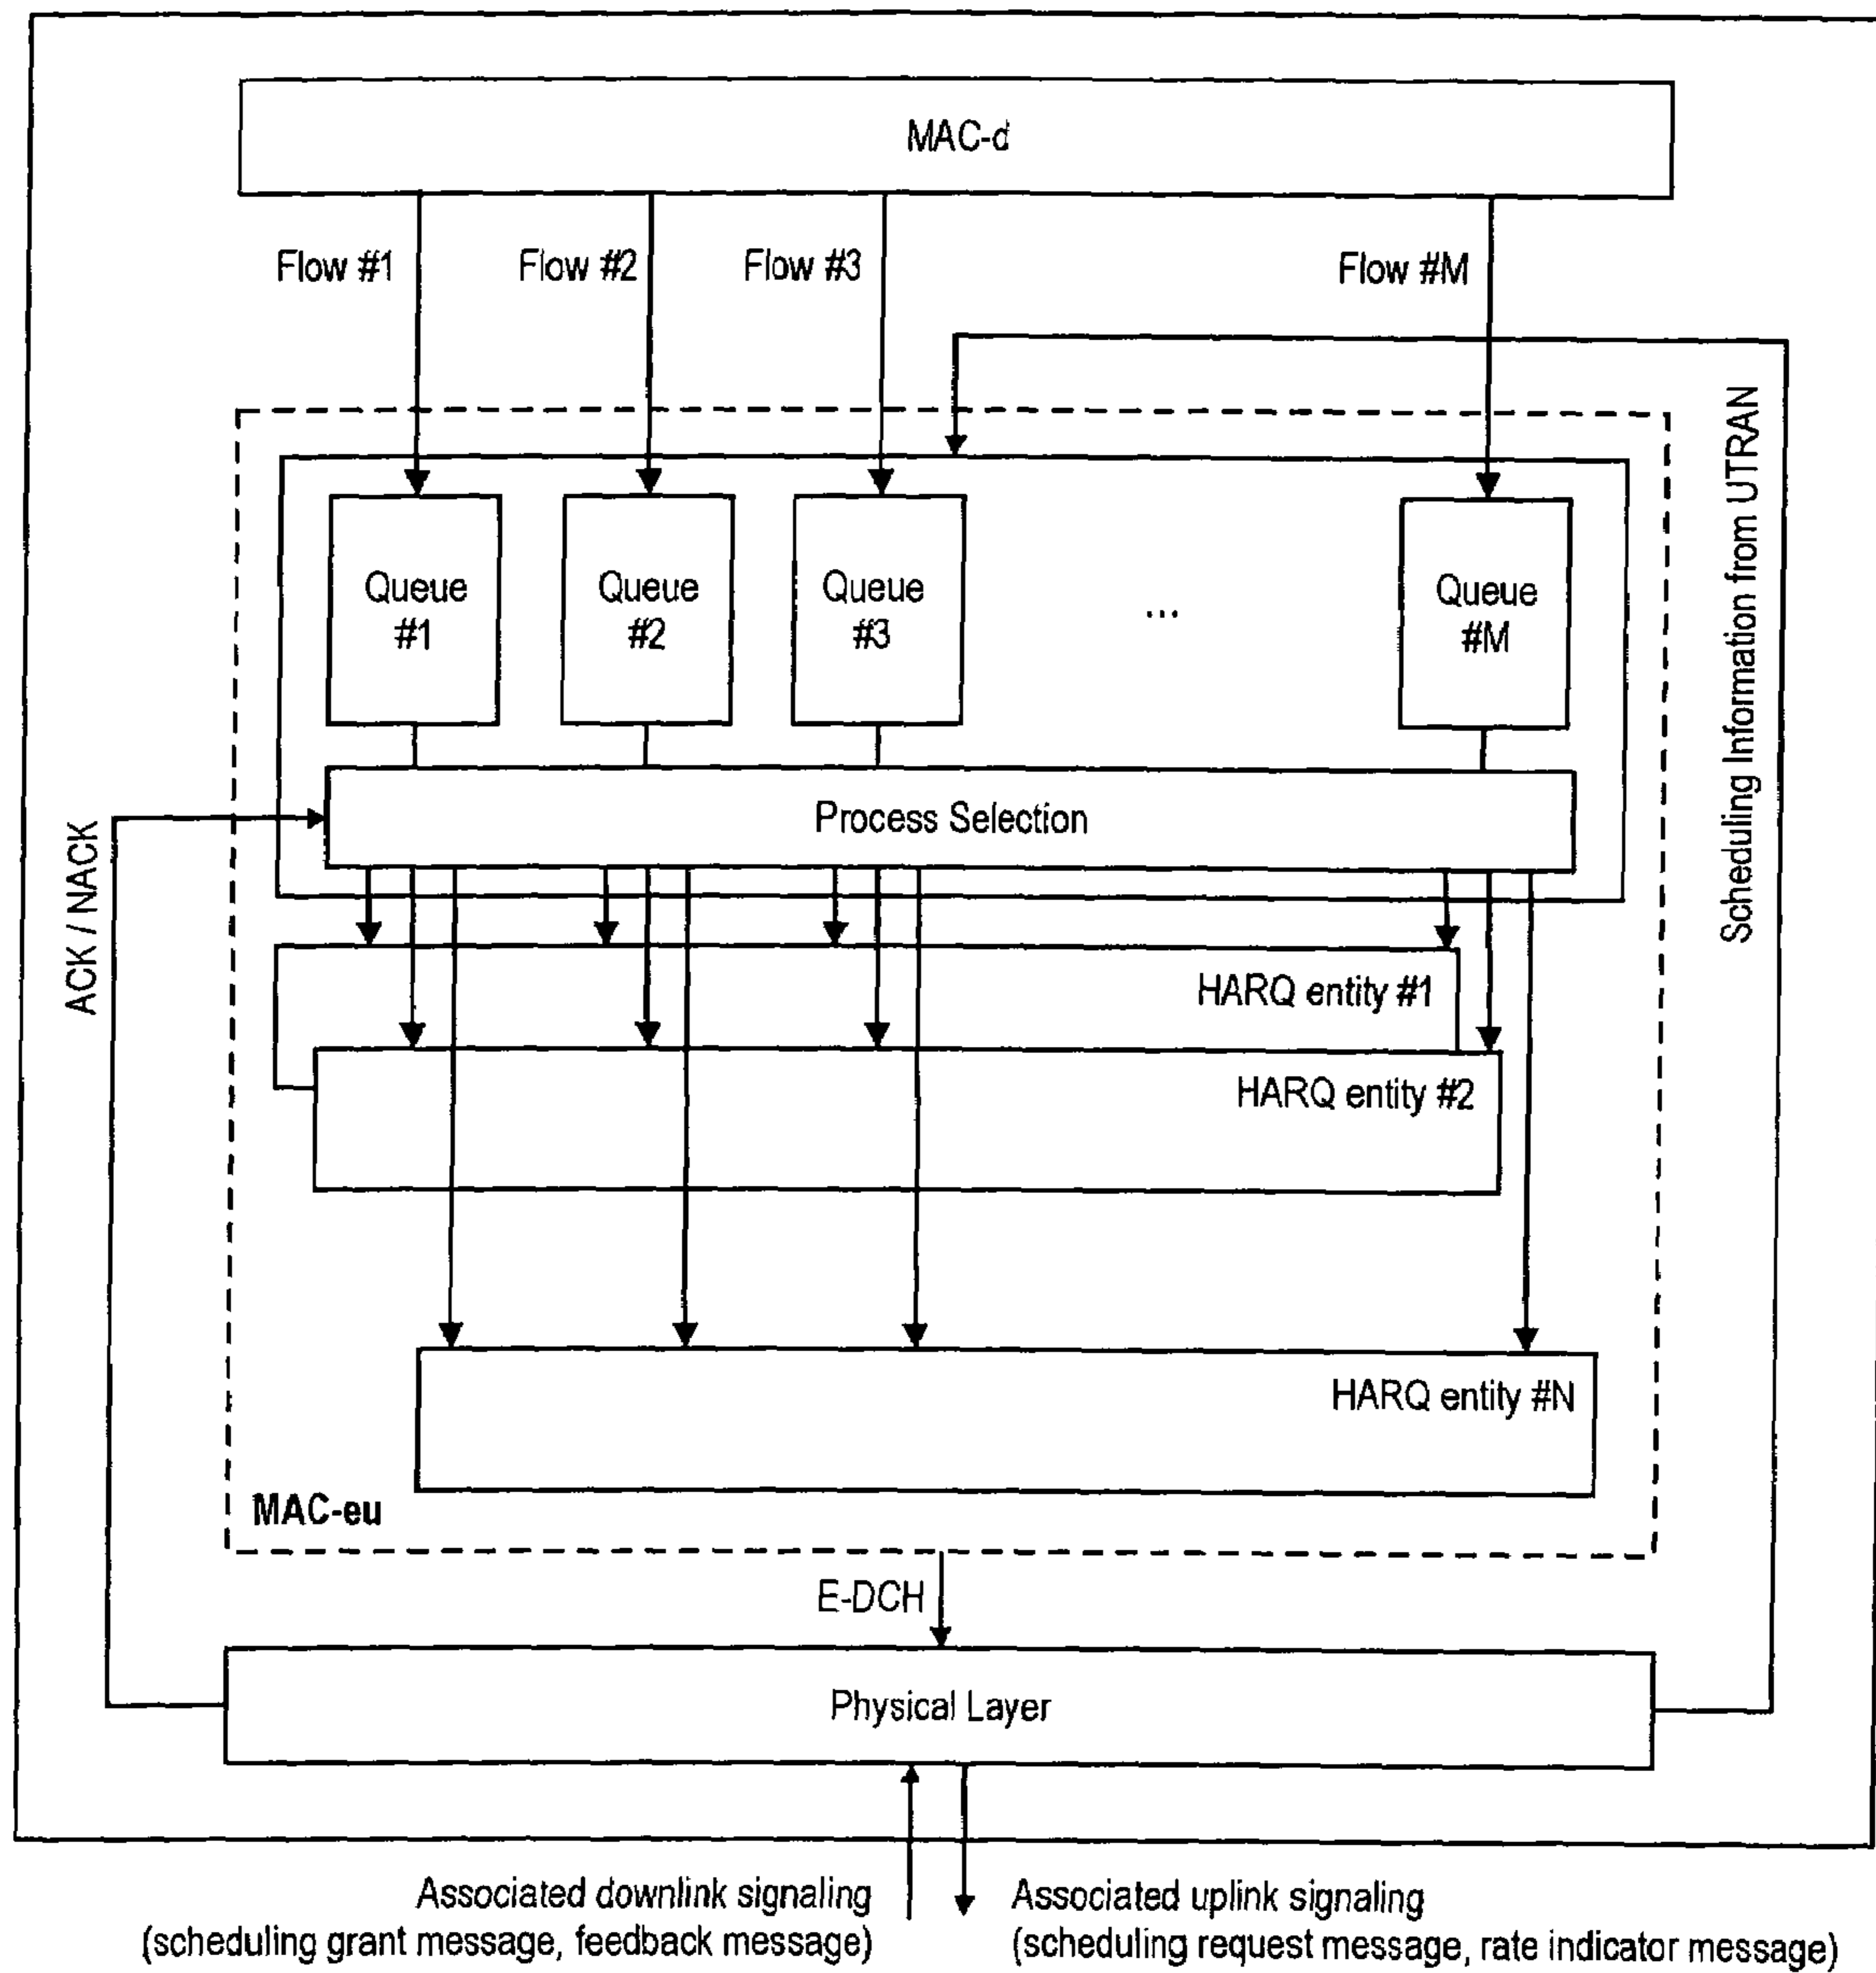 MAC-d
Flow #1
Flow #2
Flow #3
Flow #M
Scheduling Information from UTRAN
Queue
#1
Queue
#2
Queue
#3
...
Queue
#M
Process Selection
ACK / NACK
HARQ entity #1
HARQ entity #2
HARQ entity #N
MAC-eu
E-DCH
Physical Layer
Associated downlink signaling
(scheduling grant message, feedback message)
Associated uplink signaling
(scheduling request message, rate indicator message)